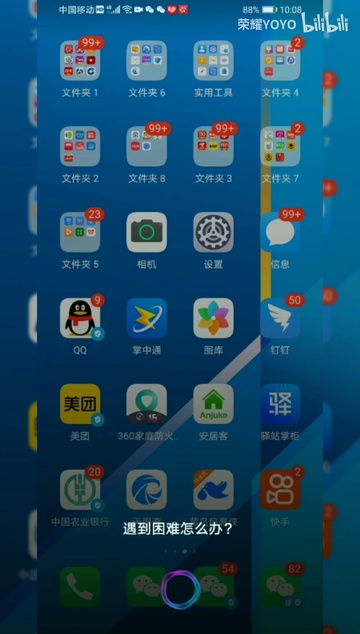 中国移动 HD 4G 88% 10:08
荣耀YOYO bilibili
99+ 2
文件夹 1 文件夹 6 实用工具 文件夹 4
99+ 99+ 2
文件夹 2 文件夹 8 文件夹 3 文件夹 7
23 99+
文件夹 5 相机 设置 信息
9 50
QQ 掌中通 图库 钉钉
美团 15 Anjuke 驿
美团 360家庭防火.. 安居客 驿站掌柜
20 2
中国农业银行 快手
遇到困难怎么办?
54 82